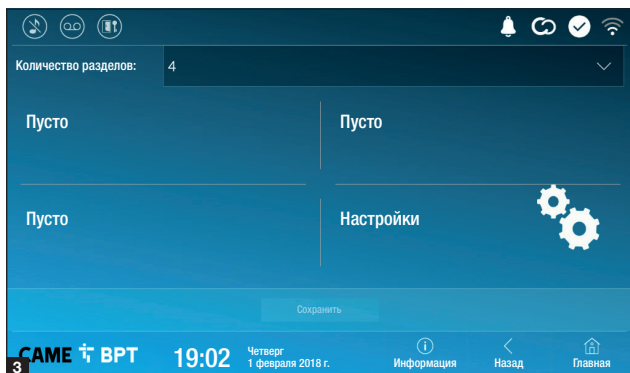 Количество разделов: 4
Пусто Пусто
Пусто Настройки
Сохранить
CAME BPT 19:02 Четверг
1 февраля 2018 г.
Информация Назад Главная
3